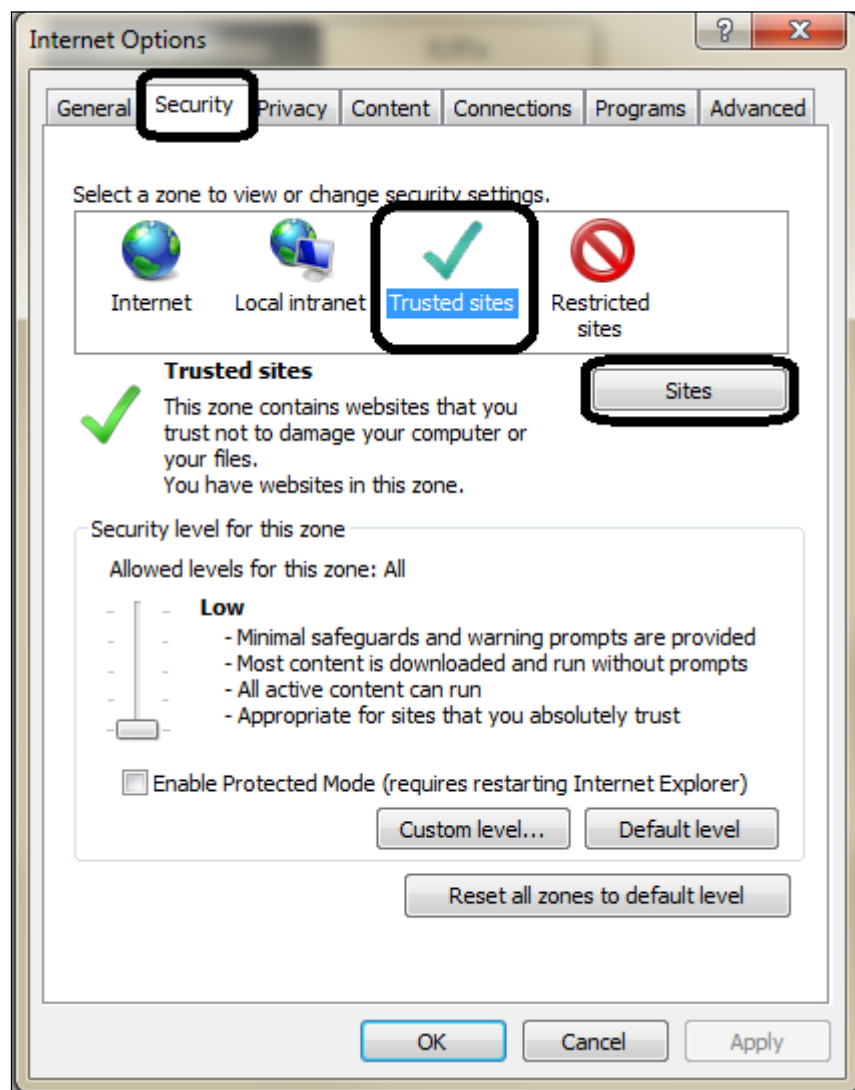 Internet Options
General Security Privacy Content Connections Programs Advanced
Select a zone to view or change security settings.
Internet Local intranet Trusted sites Restricted
sites
Trusted sites
Sites
This zone contains websites that you
trust not to damage your computer or
your files.
You have websites in this zone.
Security level for this zone
Allowed levels for this zone: All
Low
- Minimal safeguards and warning prompts are provided
- Most content is downloaded and run without prompts
- All active content can run
- Appropriate for sites that you absolutely trust
Enable Protected Mode (requires restarting Internet Explorer)
Custom level... Default level
Reset all zones to default level
OK Cancel Apply